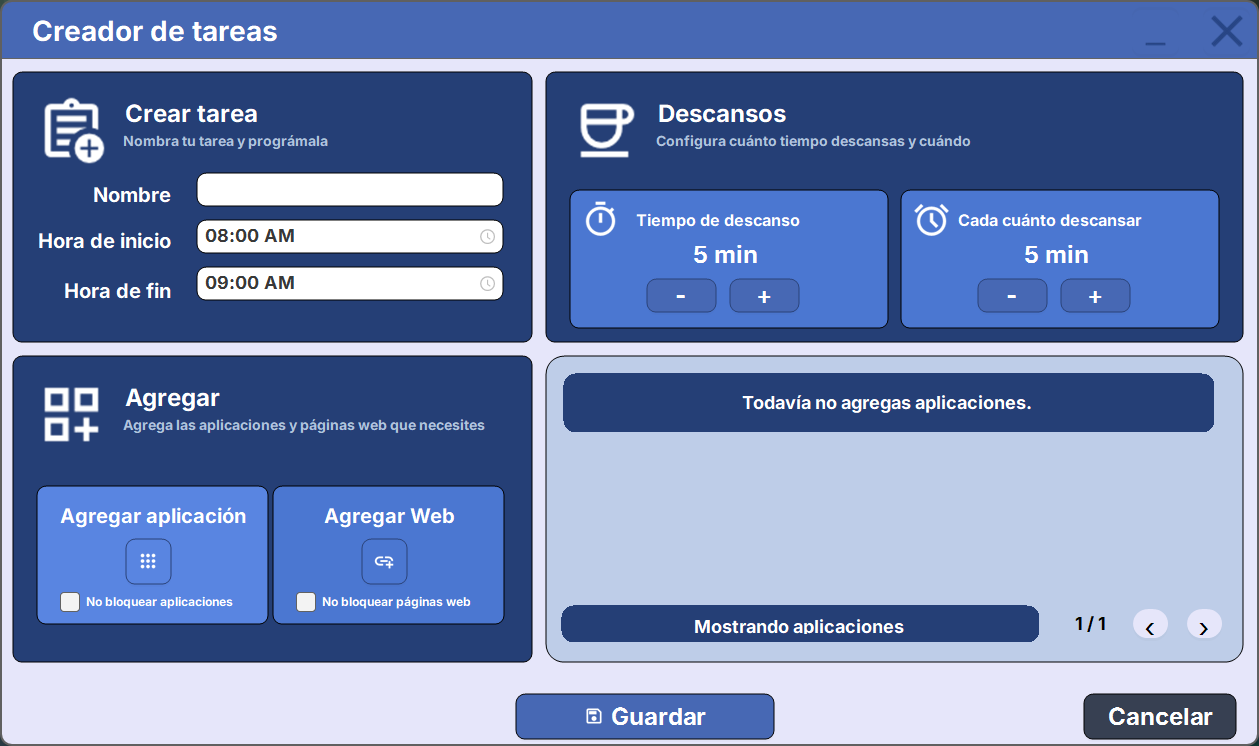 Creador de tareas
Crear tarea
Nombra tu tarea y prográmala
Nombre
Hora de inicio
08:00 AM
Hora de fin
09:00 AM
Descansos
Configura cuánto tiempo descansas y cuándo
Tiempo de descanso
5 min
-
+
Cada cuánto descansar
5 min
-
+
Agregar
Agrega las aplicaciones y páginas web que necesites
Agregar aplicación
No bloquear aplicaciones
Agregar Web
No bloquear páginas web
Todavía no agregas aplicaciones.
Mostrando aplicaciones
1 / 1
‹
›
Guardar
Cancelar